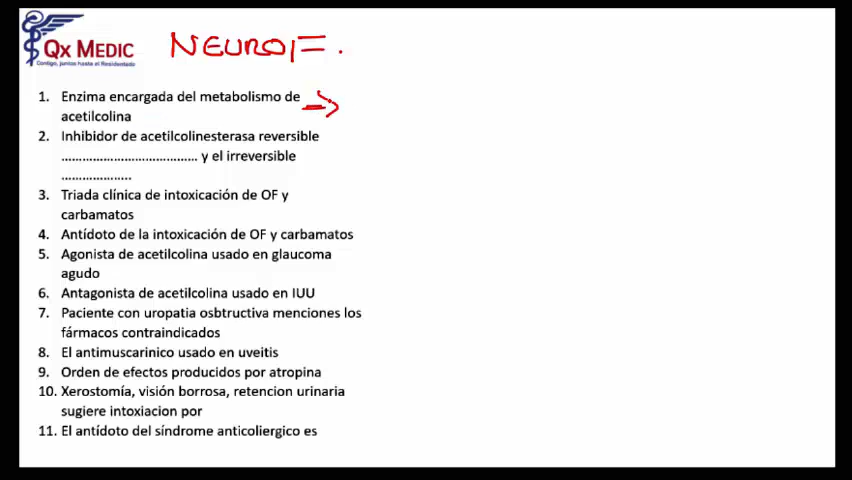 Qx MEDIC
Contigo, juntos hasta el Residentado
NEURO1=.
1. Enzima encargada del metabolismo de
acetilcolina
2. Inhibidor de acetilcolinesterasa reversible
………………………………… y el irreversible
………………..
3. Triada clínica de intoxicación de OF y
carbamatos
4. Antídoto de la intoxicación de OF y carbamatos
5. Agonista de acetilcolina usado en glaucoma
agudo
6. Antagonista de acetilcolina usado en IUU
7. Paciente con uropatia osbtructiva menciones los
fármacos contraindicados
8. El antimuscarinico usado en uveitis
9. Orden de efectos producidos por atropina
10. Xerostomía, visión borrosa, retencion urinaria
sugiere intoxiacion por
11. El antídoto del síndrome anticoliergico es